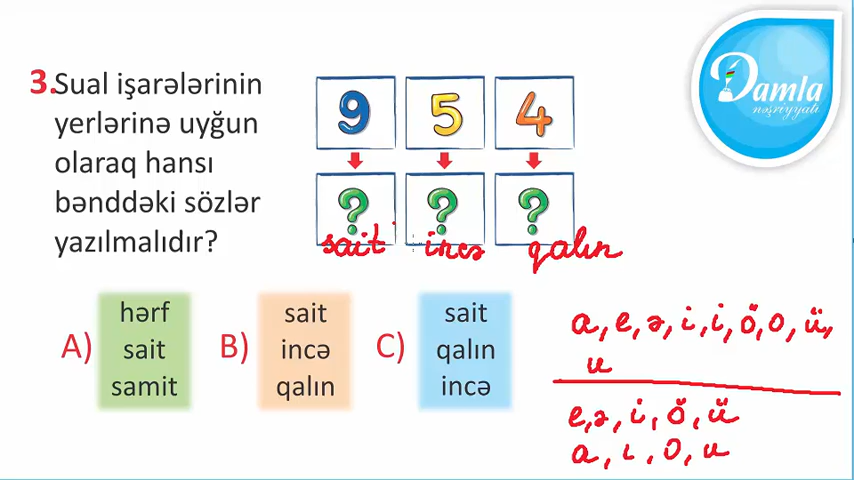 3. Sual işarələrinin
yerlərinə uyğun
olaraq hansı
bənddəki sözlər
yazılmalıdır?
9 5 4
? ? ?
sait incə qalın
Damla
nəşriyyatı
A) hərf
sait
samit
B) sait
incə
qalın
C) sait
qalın
incə
a, e, ə, i, i, ö, o, ü,
u
e, ə, i, ö, ü
a, ı, o, u